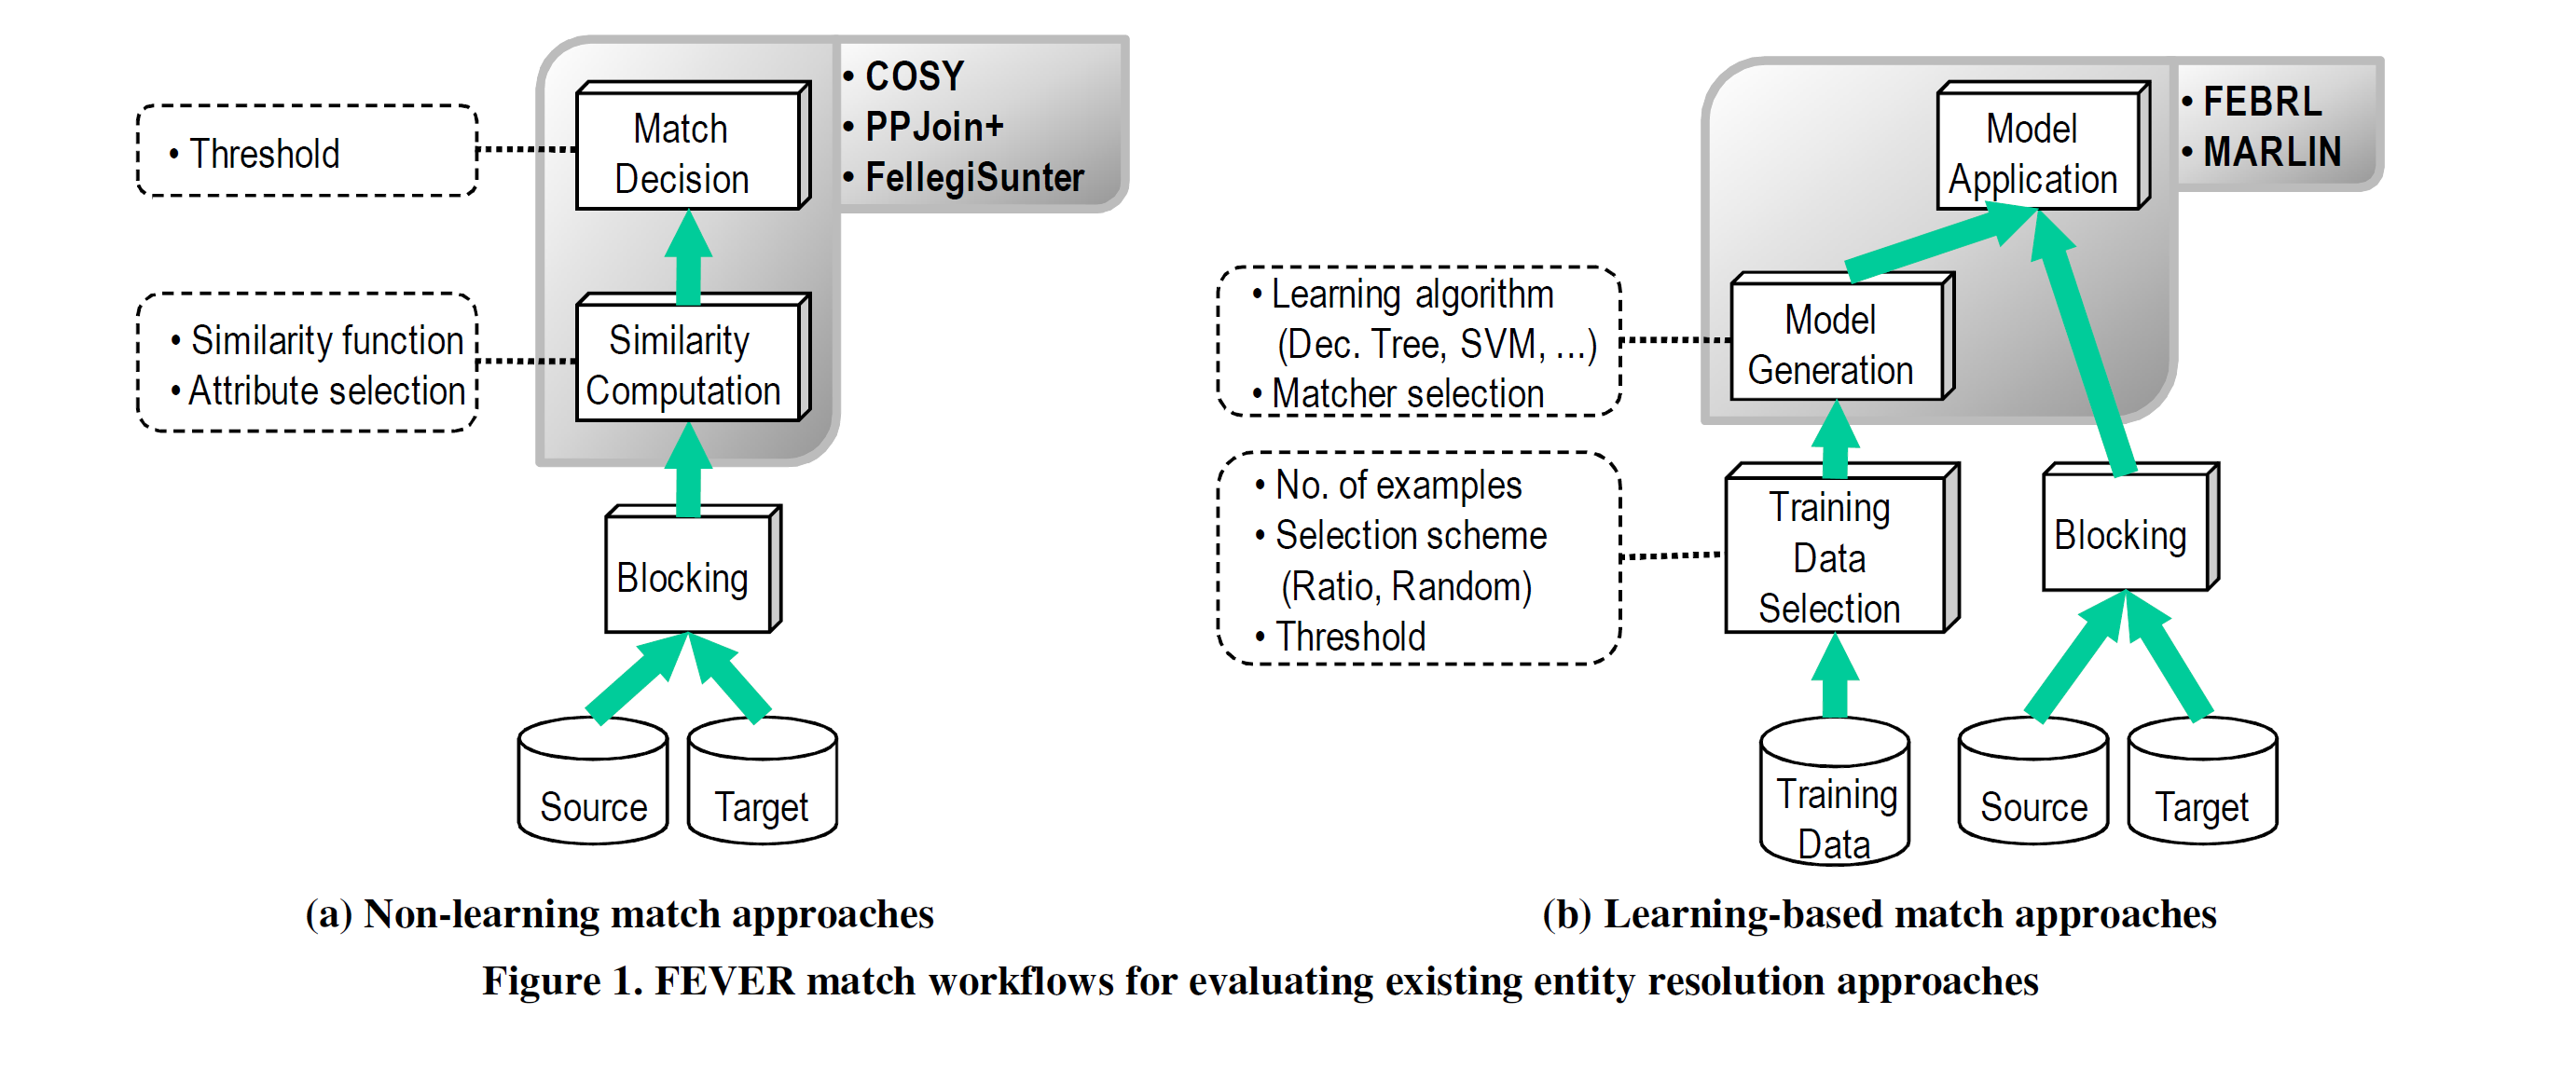 • Threshold
Match
Decision
• COSY
• PPJoin+
• FellegiSunter
• Similarity function
• Attribute selection
Similarity
Computation
Blocking
Source
Target
(a) Non-learning match approaches
Model
Application
• FEBRL
• MARLIN
• Learning algorithm
(Dec. Tree, SVM, ...)
• Matcher selection
Model
Generation
• No. of examples
• Selection scheme
(Ratio, Random)
• Threshold
Training
Data
Selection
Blocking
Training
Data
Source
Target
(b) Learning-based match approaches
Figure 1. FEVER match workflows for evaluating existing entity resolution approaches